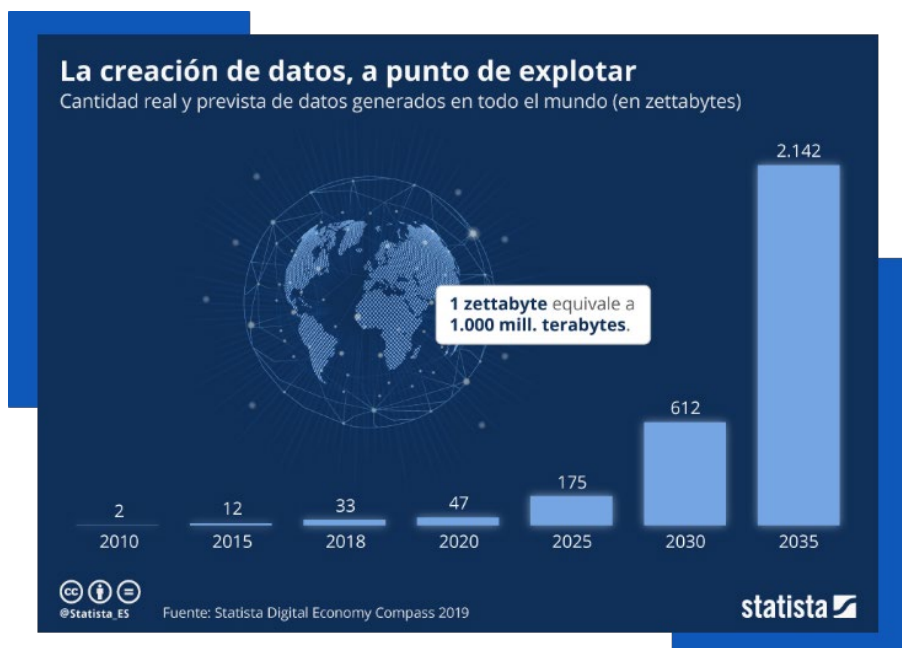 La creación de datos, a punto de explotar
Cantidad real y prevista de datos generados en todo el mundo (en zettabytes)
1 zettabyte equivale a
1.000 mill. terabytes.
2 12 33 47 175 612 2.142
2010 2015 2018 2020 2025 2030 2035
cc
@Statista_ES
Fuente: Statista Digital Economy Compass 2019
statista